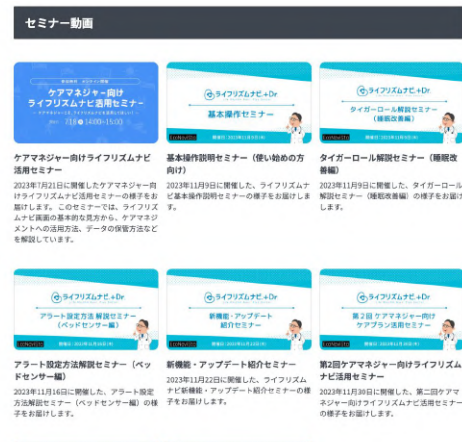 セミナー動画
ケアマネジャー向け
ライフリズムナビ活用セミナー
14:00~15:00
ライフリズムナビ+Dr
基本操作セミナー
ライフリズムナビ+Dr
タイガーロール解説セミナー
(睡眠改善編)
ケアマネジャー向けライフリズムナビ
活用セミナー
2023年7月21日に開催したケアマネジャー向
けライフリズムナビ活用セミナーの様子をお
届けします。このセミナーでは、ライフリズ
ムナビ画面の基本的な見方から、ケアマネジ
メントへの活用方法、データの保管方法など
を解説しています。
基本操作説明セミナー(使い始めの方
向け)
2023年11月9日に開催した、ライフリズムナ
ビ基本操作説明セミナーの様子をお届けしま
す。
タイガーロール解説セミナー(睡眠改
善編)
2023年11月9日に開催した、タイガーロール
解説セミナー(睡眠改善編)の様子をお届け
します。
ライフリズムナビ+Dr
アラート設定方法 解説セミナー
(ベッドセンサー編)
ライフリズムナビ+Dr
新機能・アップデート
紹介セミナー
ライフリズムナビ+Dr
第2回 ケアマネジャー向け
ケアプラン活用セミナー
アラート設定方法解説セミナー(ベッ
ドセンサー編)
2023年11月16日に開催した、アラート設定
方法解説セミナー(ベッドセンサー編)の様
子をお届けします。
新機能・アップデート紹介セミナー
2023年11月22日に開催した、ライフリズム
ナビ新機能・アップデート紹介セミナーの様
子をお届けします。
第2回ケアマネジャー向けライフリズム
ナビ活用セミナー
2023年11月30日に開催した、第二回ケアマ
ネジャー向けライフリズムナビ活用セミナー
の様子をお届けします。